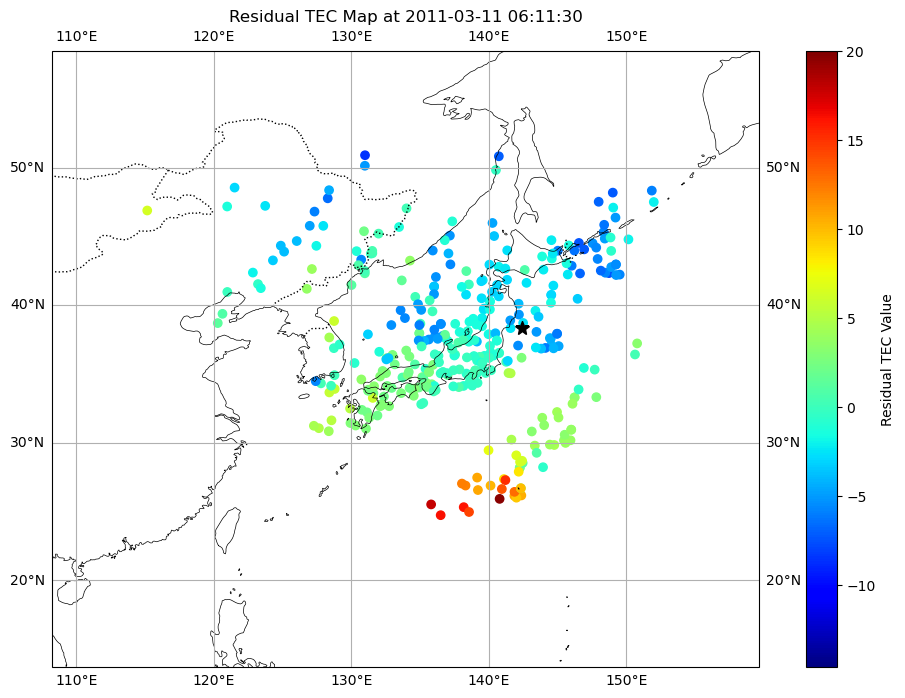 Residual TEC Map at 2011-03-11 06:11:30
110°E 120°E 130°E 140°E 150°E
20
15
50°N 50°N
10
40°N 40°N
5
Residual TEC Value
0
30°N 30°N
−5
20°N 20°N
−10
110°E 120°E 130°E 140°E 150°E